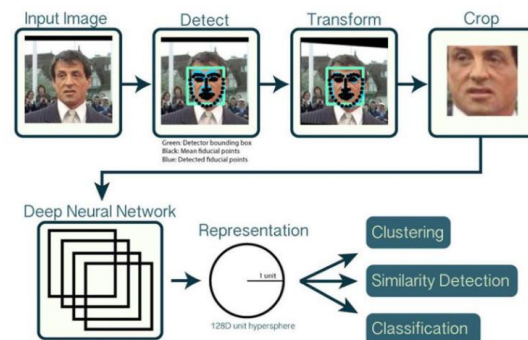 Input Image
Detect
Transform
Crop
Green: Detector bounding box
Black: Mean fiducial points
Blue: Detected fiducial points
Deep Neural Network
Representation
1 unit
128D unit hypersphere
Clustering
Similarity Detection
Classification